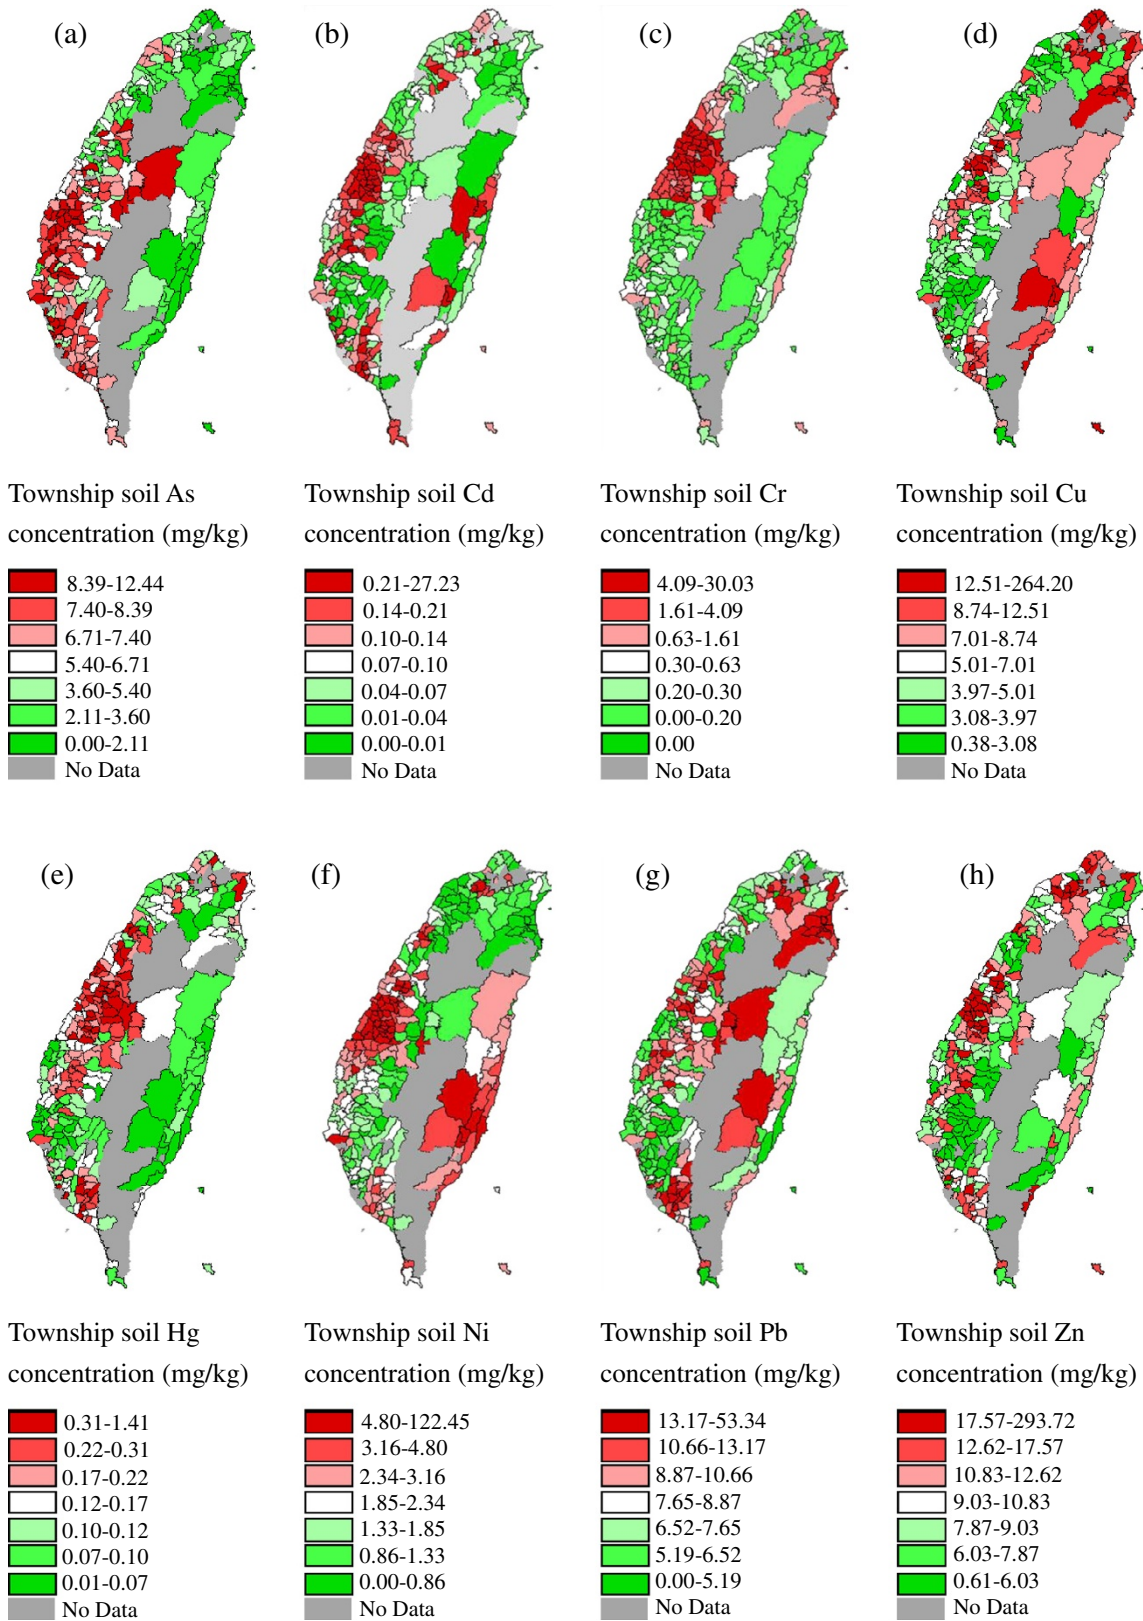 (a)
(b)
(c)
(d)
Township soil As
concentration (mg/kg)
8.39-12.44
7.40-8.39
6.71-7.40
5.40-6.71
3.60-5.40
2.11-3.60
0.00-2.11
No Data
Township soil Cd
concentration (mg/kg)
0.21-27.23
0.14-0.21
0.10-0.14
0.07-0.10
0.04-0.07
0.01-0.04
0.00-0.01
No Data
Township soil Cr
concentration (mg/kg)
4.09-30.03
1.61-4.09
0.63-1.61
0.30-0.63
0.20-0.30
0.00-0.20
0.00
No Data
Township soil Cu
concentration (mg/kg)
12.51-264.20
8.74-12.51
7.01-8.74
5.01-7.01
3.97-5.01
3.08-3.97
0.38-3.08
No Data
(e)
(f)
(g)
(h)
Township soil Hg
concentration (mg/kg)
0.31-1.41
0.22-0.31
0.17-0.22
0.12-0.17
0.10-0.12
0.07-0.10
0.01-0.07
No Data
Township soil Ni
concentration (mg/kg)
4.80-122.45
3.16-4.80
2.34-3.16
1.85-2.34
1.33-1.85
0.86-1.33
0.00-0.86
No Data
Township soil Pb
concentration (mg/kg)
13.17-53.34
10.66-13.17
8.87-10.66
7.65-8.87
6.52-7.65
5.19-6.52
0.00-5.19
No Data
Township soil Zn
concentration (mg/kg)
17.57-293.72
12.62-17.57
10.83-12.62
9.03-10.83
7.87-9.03
6.03-7.87
0.61-6.03
No Data